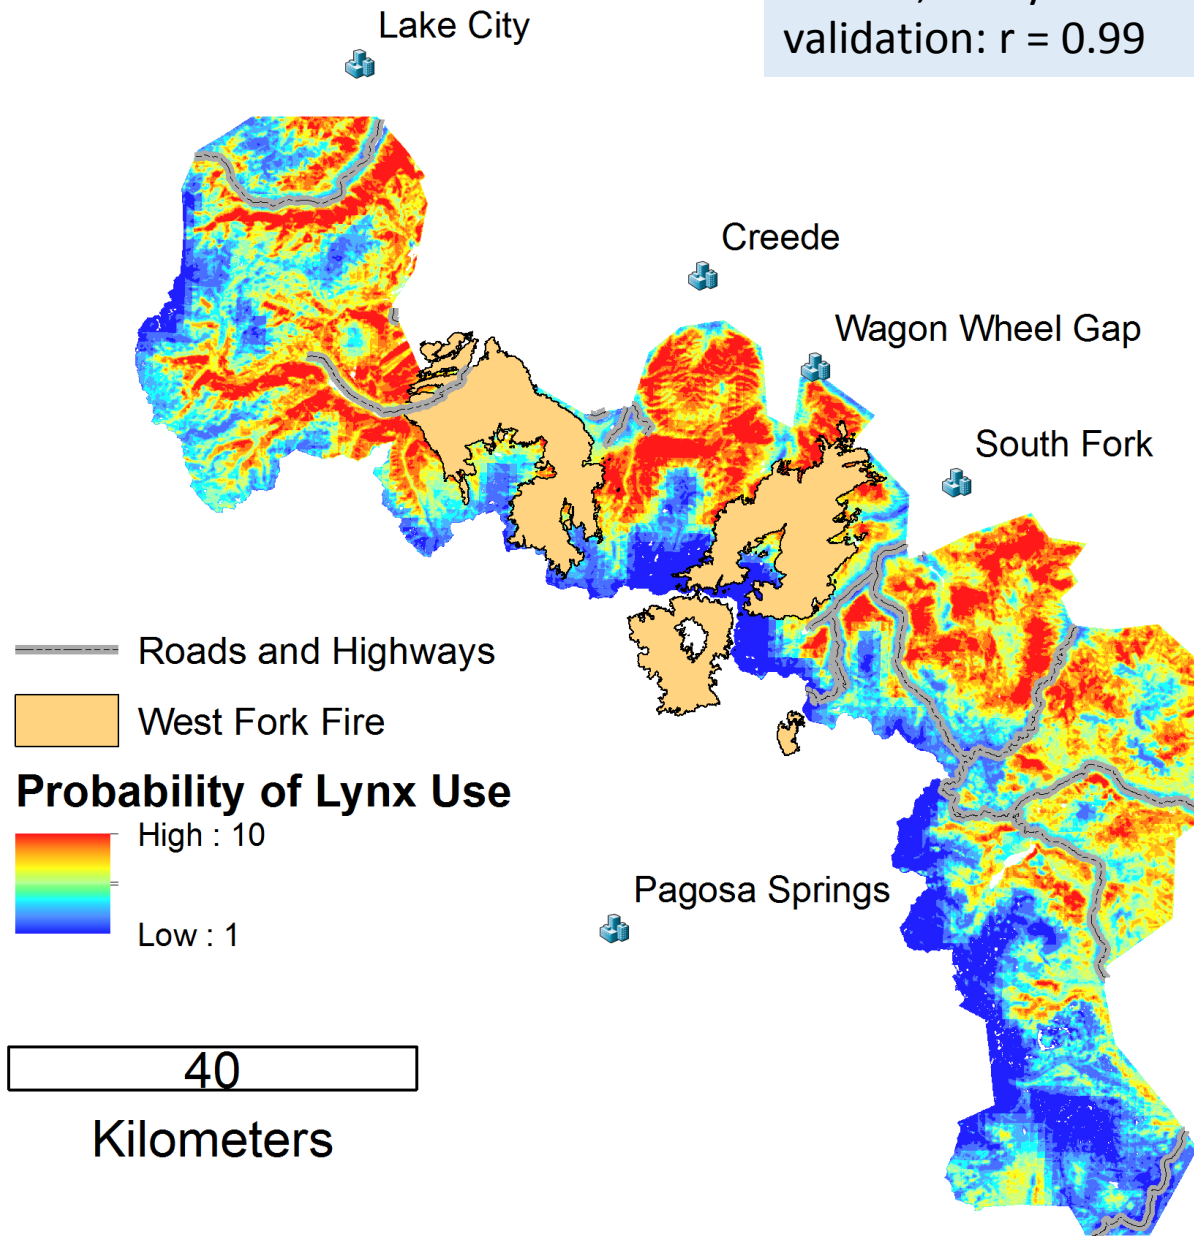 validation: r = 0.99
Lake City
Creede
Wagon Wheel Gap
South Fork
Roads and Highways
West Fork Fire
Probability of Lynx Use
High : 10
Low : 1
Pagosa Springs
40
Kilometers